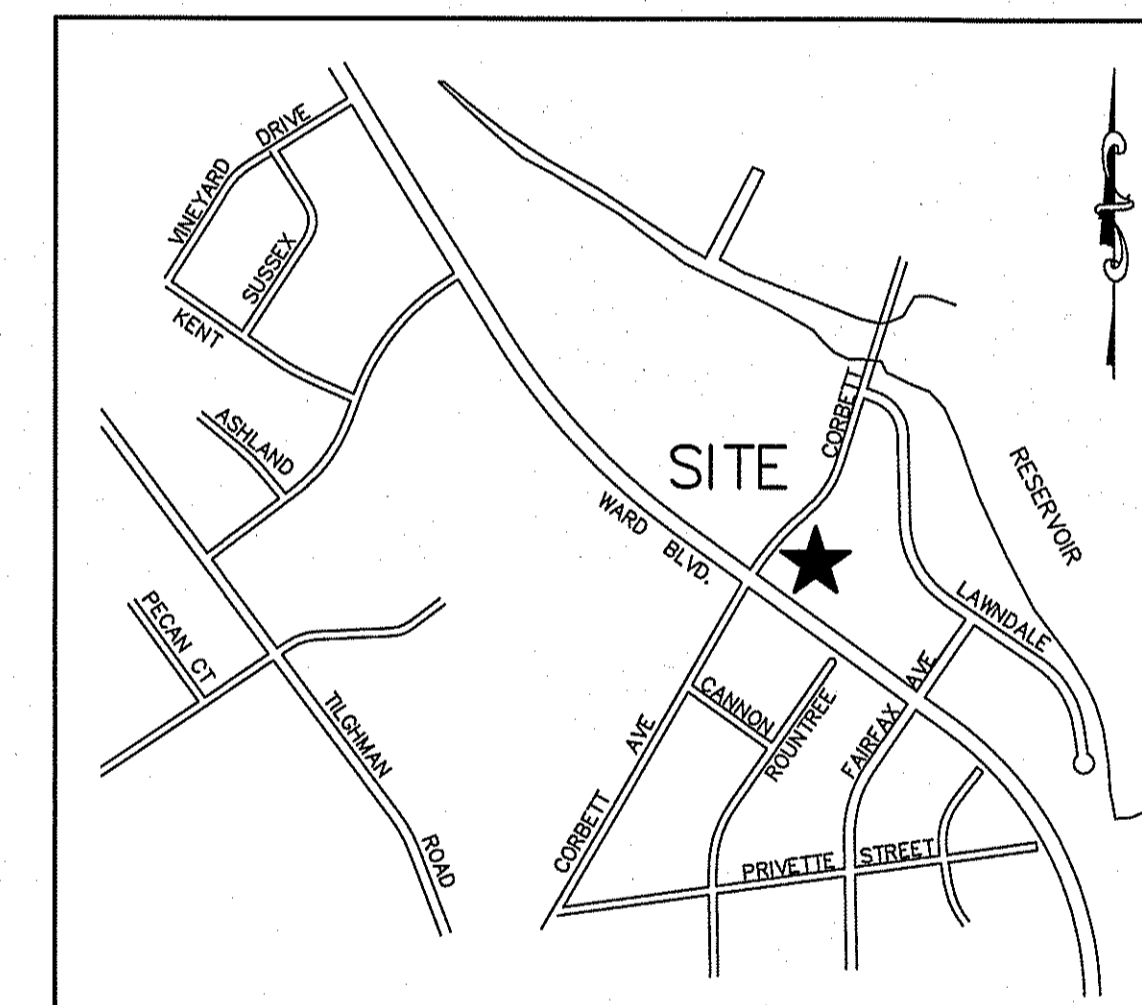 VINEYARD DRIVE
SUSSEX
KENT
ASHLAND
CORBETT
SITE
RESERVOIR
WARD BLVD.
LAWNDALE
PECAN CT
TILGHMAN ROAD
CANNON
ROUNTREE
FAIRFAX AVE
CORBETT AVE
PRIVETTE STREET